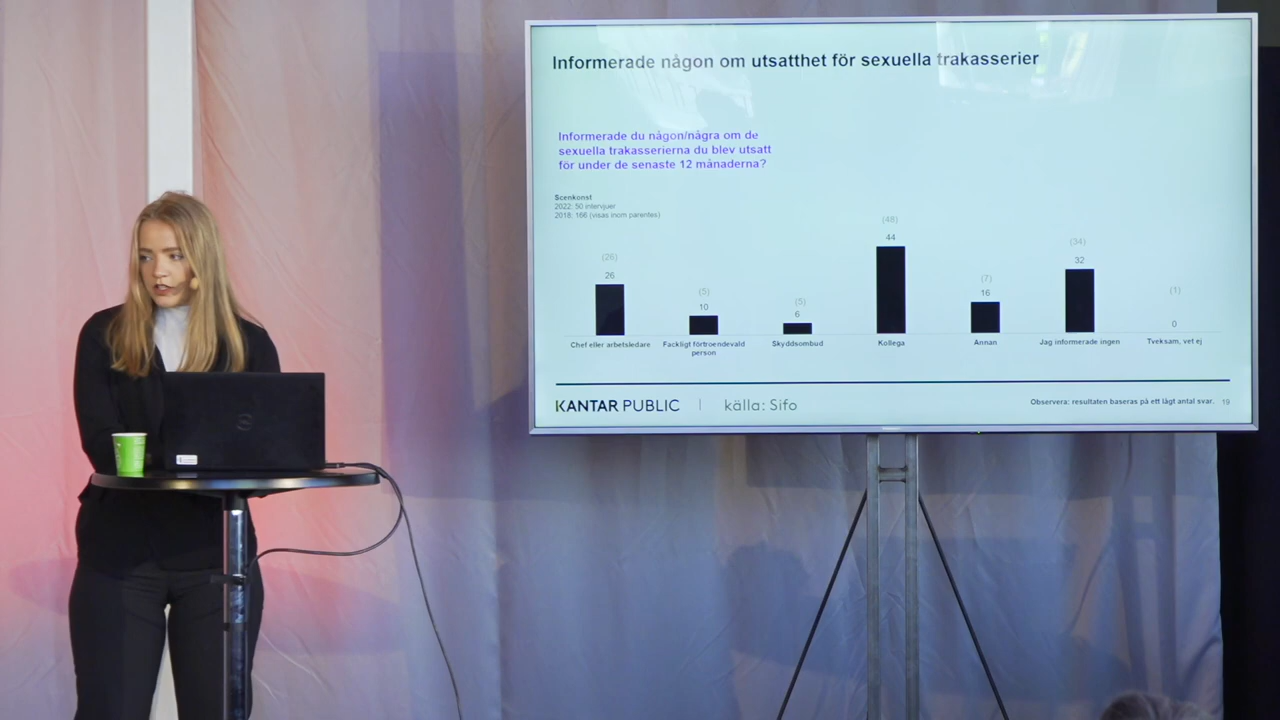 Informerade någon om utsatthet för sexuella trakasserier
Informerade du någon/några om de
sexuella trakasserierna du blev utsatt
för under de senaste 12 månaderna?
Scenkonst
2022: 50 intervjuer
2018: 166 (visas inom parentes)
(26)
26
(5)
10
(5)
6
(48)
44
(7)
16
(34)
32
(1)
0
Chef eller arbetsledare
Fackligt förtroendevald
person
Skyddsombud
Kollega
Annan
Jag informerade ingen
Tveksam, vet ej
KANTAR PUBLIC | källa: Sifo
Observera: resultaten baseras på ett lågt antal svar. 19